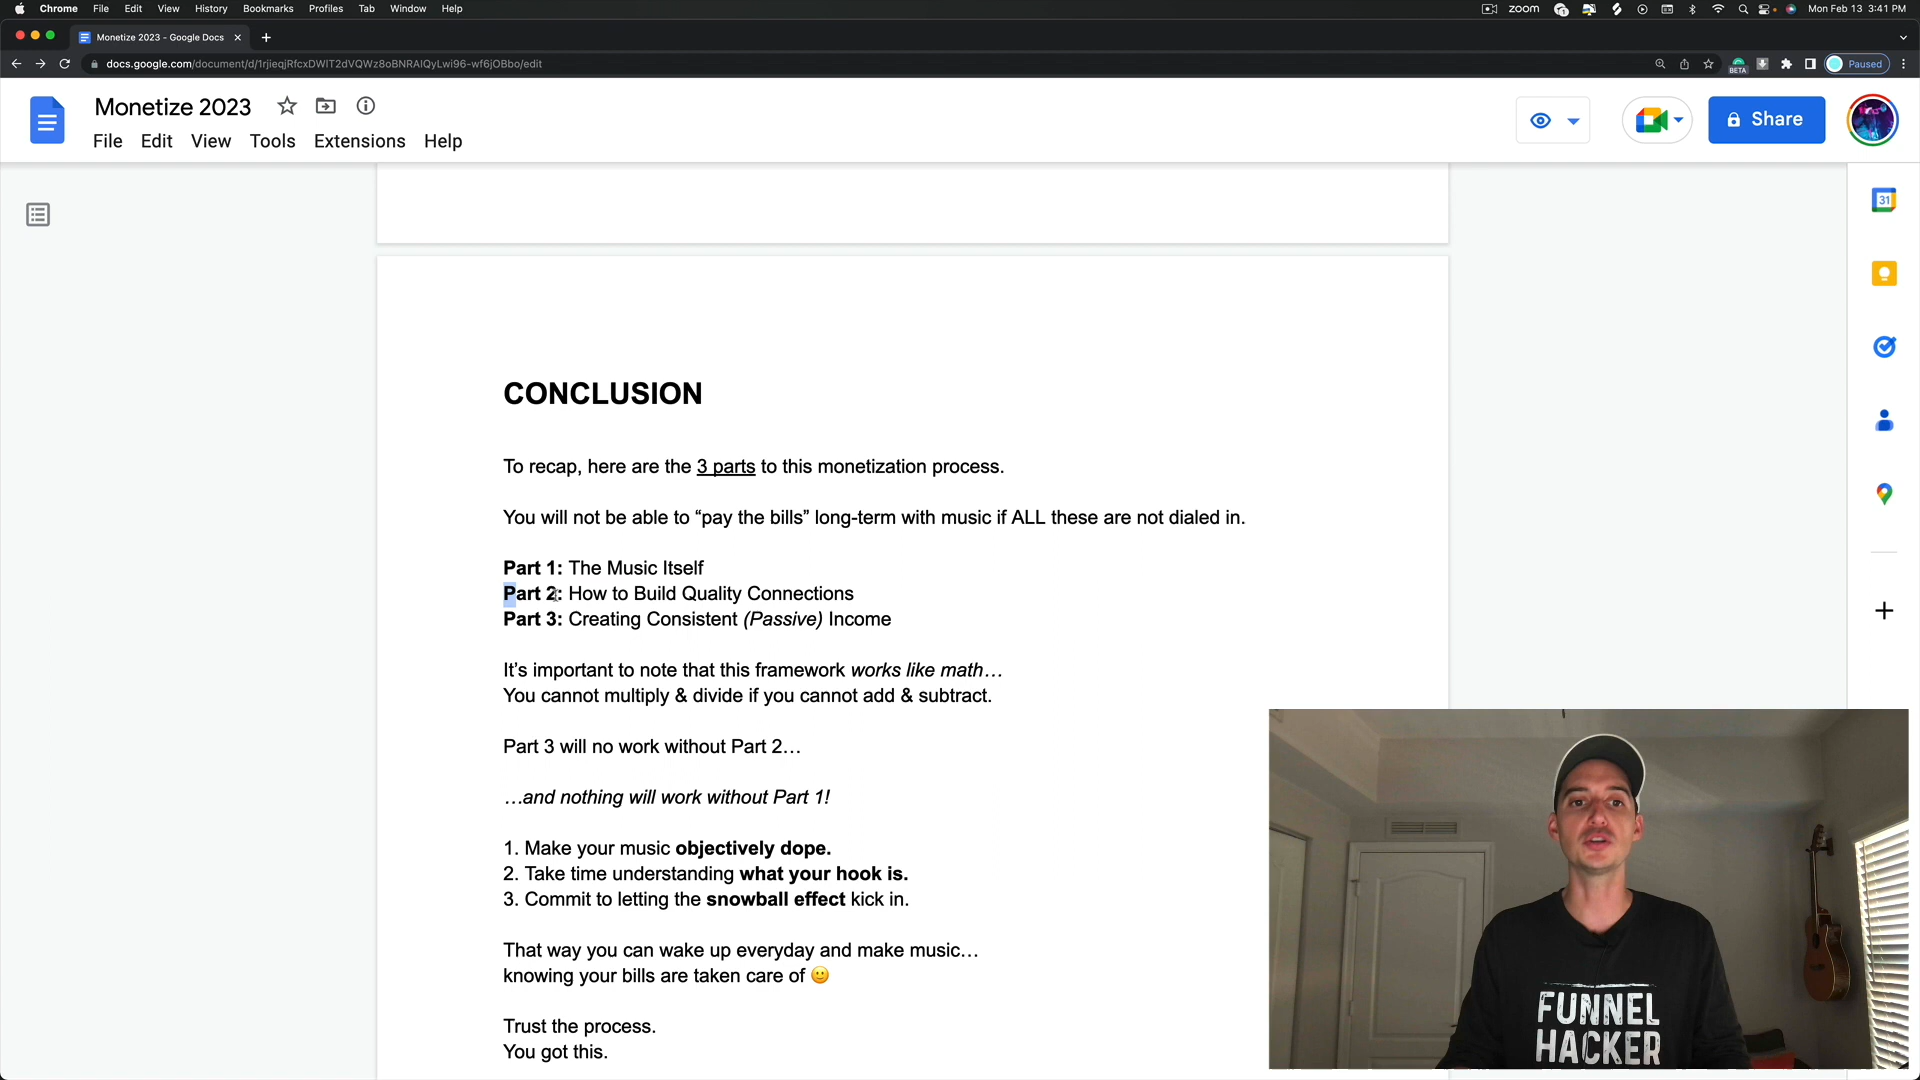 Chrome File Edit View History Bookmarks Profiles Tab Window Help
zoom
Mon Feb 13 3:41 PM
Monetize 2023 - Google Docs
docs.google.com/document/d/1rjieqjRfcxDWIT2dVQWz8oBNRAIQyLwi96-wf6jOBbo/edit
BETA
Paused
Monetize 2023
File Edit View Tools Extensions Help
Share
31
CONCLUSION
To recap, here are the 3 parts to this monetization process.
You will not be able to “pay the bills” long-term with music if ALL these are not dialed in.
Part 1: The Music Itself
Part 2: How to Build Quality Connections
Part 3: Creating Consistent (Passive) Income
It’s important to note that this framework works like math…
You cannot multiply & divide if you cannot add & subtract.
Part 3 will no work without Part 2…
…and nothing will work without Part 1!
1. Make your music objectively dope.
2. Take time understanding what your hook is.
3. Commit to letting the snowball effect kick in.
That way you can wake up everyday and make music…
knowing your bills are taken care of 🙂
Trust the process.
You got this.
FUNNEL
HACKER